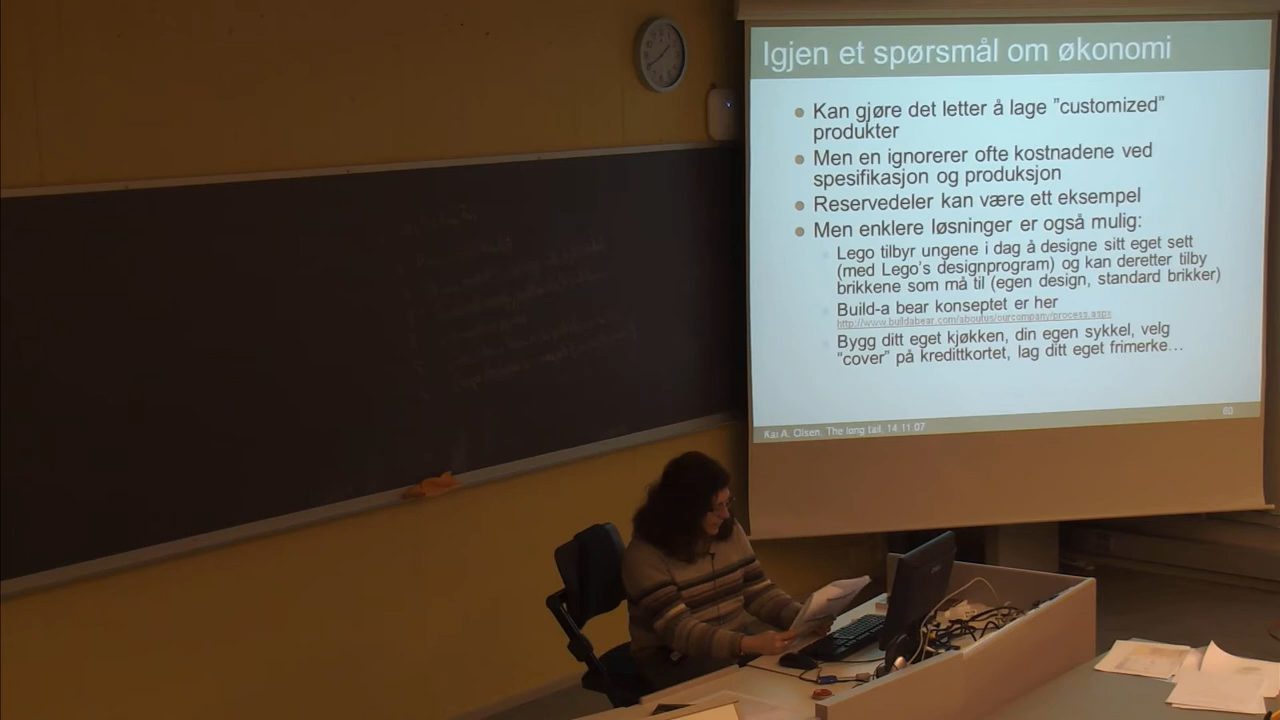 Igjen et spørsmål om økonomi
Kan gjøre det letter å lage "customized"
produkter
Men en ignorerer ofte kostnadene ved
spesifikasjon og produksjon
Reservedeler kan være ett eksempel
Men enklere løsninger er også mulig:
Lego tilbyr ungene i dag å designe sitt eget sett
(med Lego's designprogram) og kan deretter tilby
brikkene som må til (egen design, standard brikker)
Build-a bear konseptet er her
http://www.buildabear.com/aboutus/ourcompany/process.aspx
Bygg ditt eget kjøkken, din egen sykkel, velg
"cover" på kredittkortet, lag ditt eget frimerke…
Kai A. Olsen, The long tail, 14.11.07
60